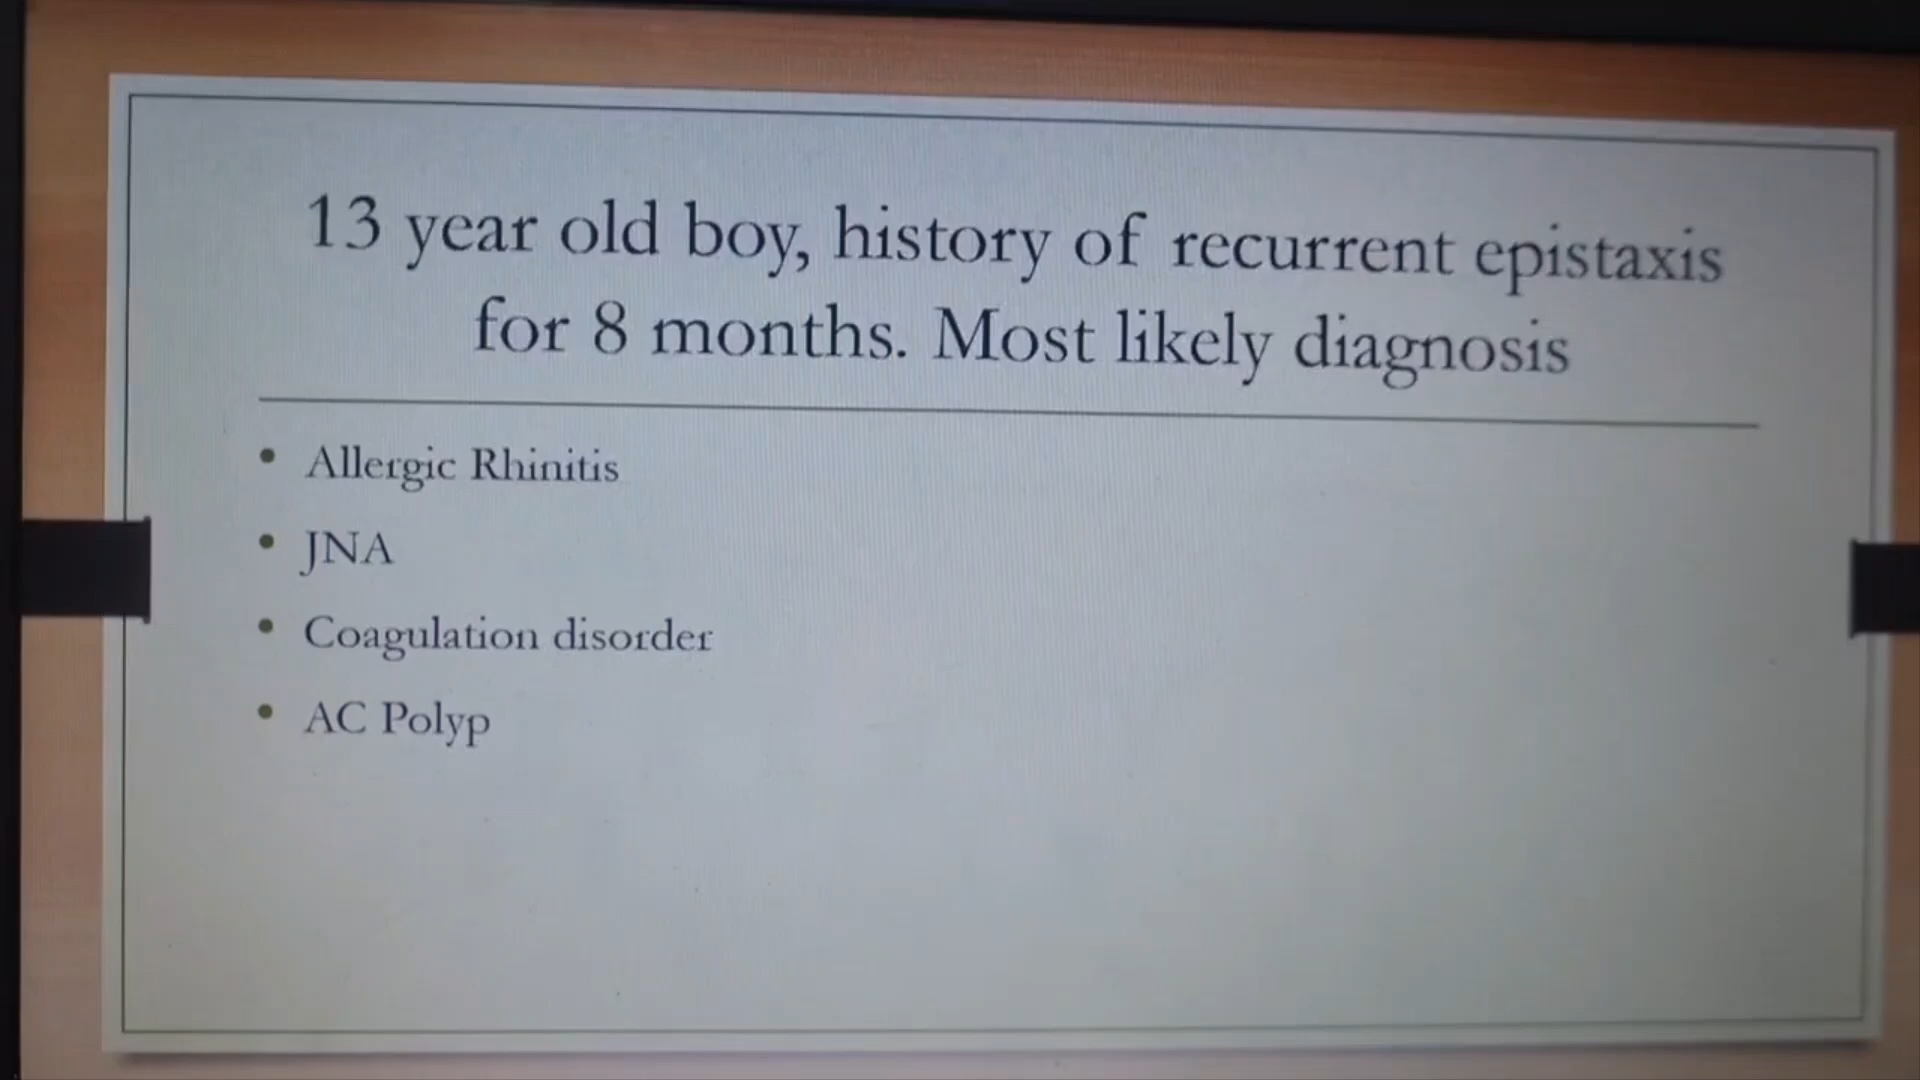 13 year old boy, history of recurrent epistaxis
for 8 months. Most likely diagnosis
• Allergic Rhinitis
• JNA
• Coagulation disorder
• AC Polyp